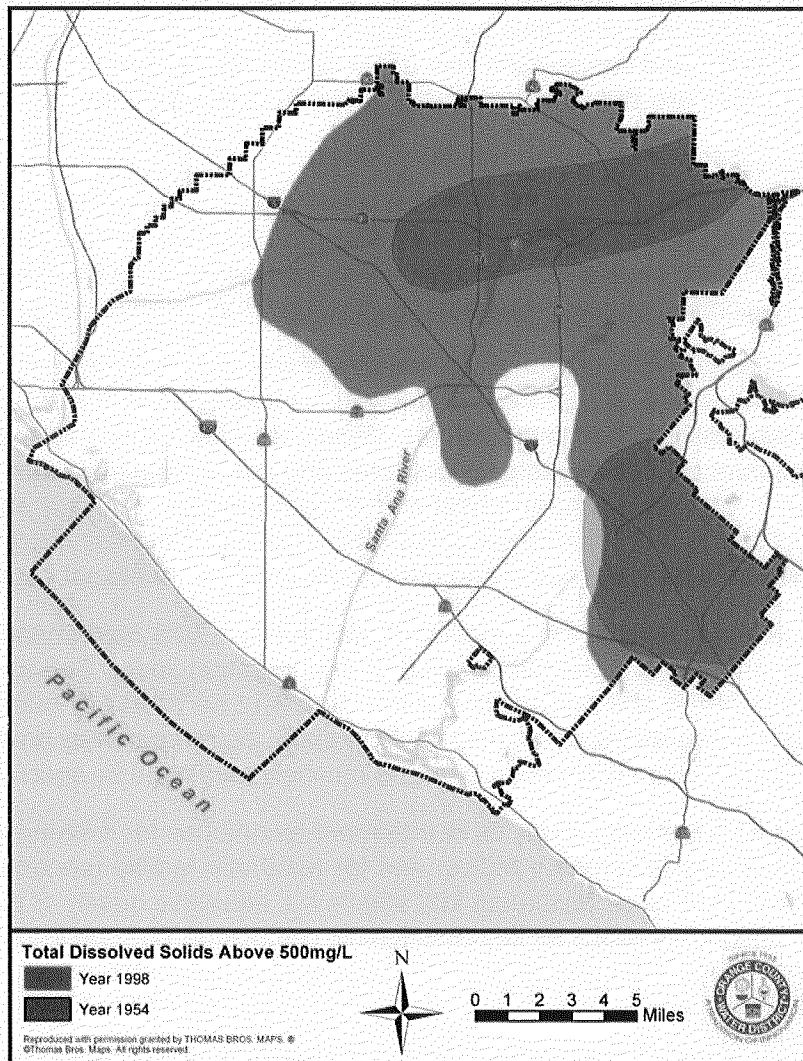 Santa Ana River
Pacific Ocean
Total Dissolved Solids Above 500mg/L
Year 1998
Year 1954
N
0 1 2 3 4 5
Miles
SINCE 1933
ORANGE COUNTY
WATER DISTRICT
Reproduced with permission granted by THOMAS BROS. MAPS. ®
©Thomas Bros. Maps. All rights reserved.